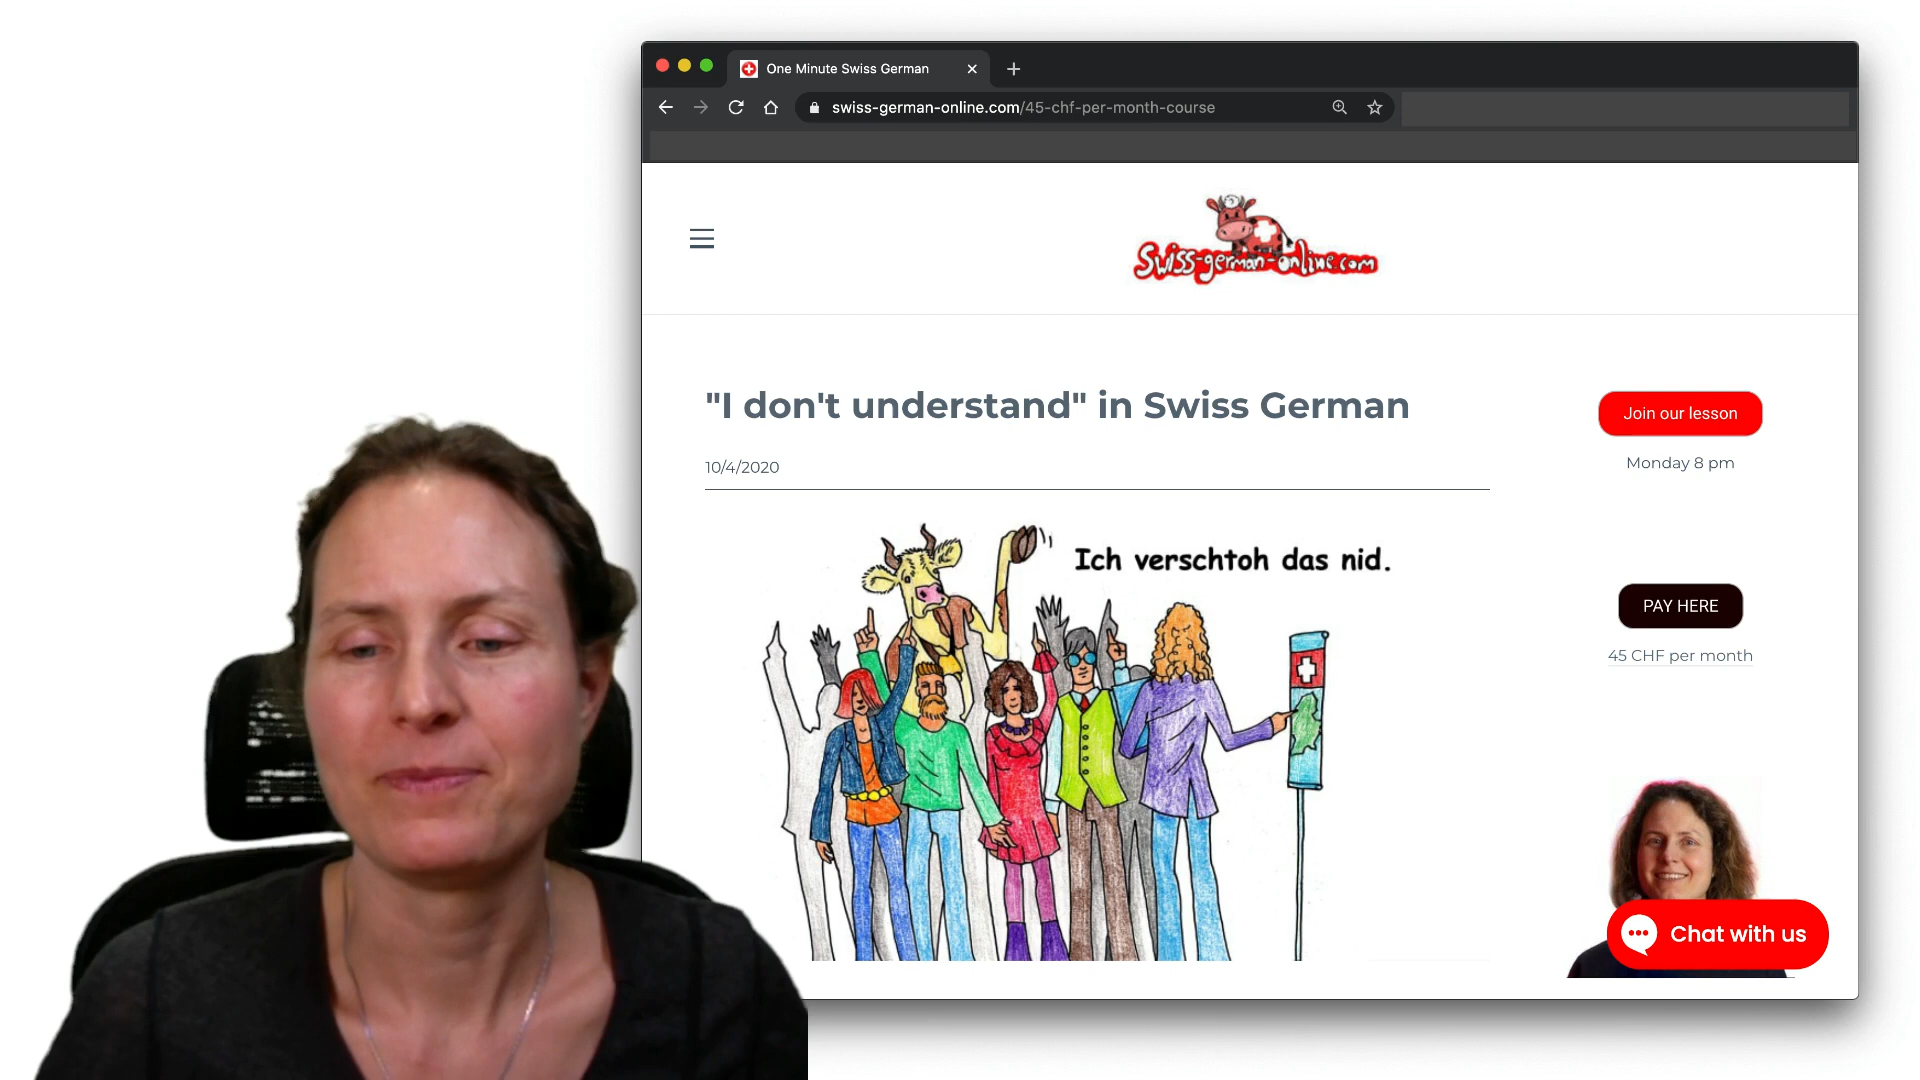 One Minute Swiss German
swiss-german-online.com/45-chf-per-month-course
Swiss-german-online.com
"I don't understand" in Swiss German
Join our lesson
10/4/2020
Monday 8 pm
Ich verschtoh das nid.
PAY HERE
45 CHF per month
Chat with us